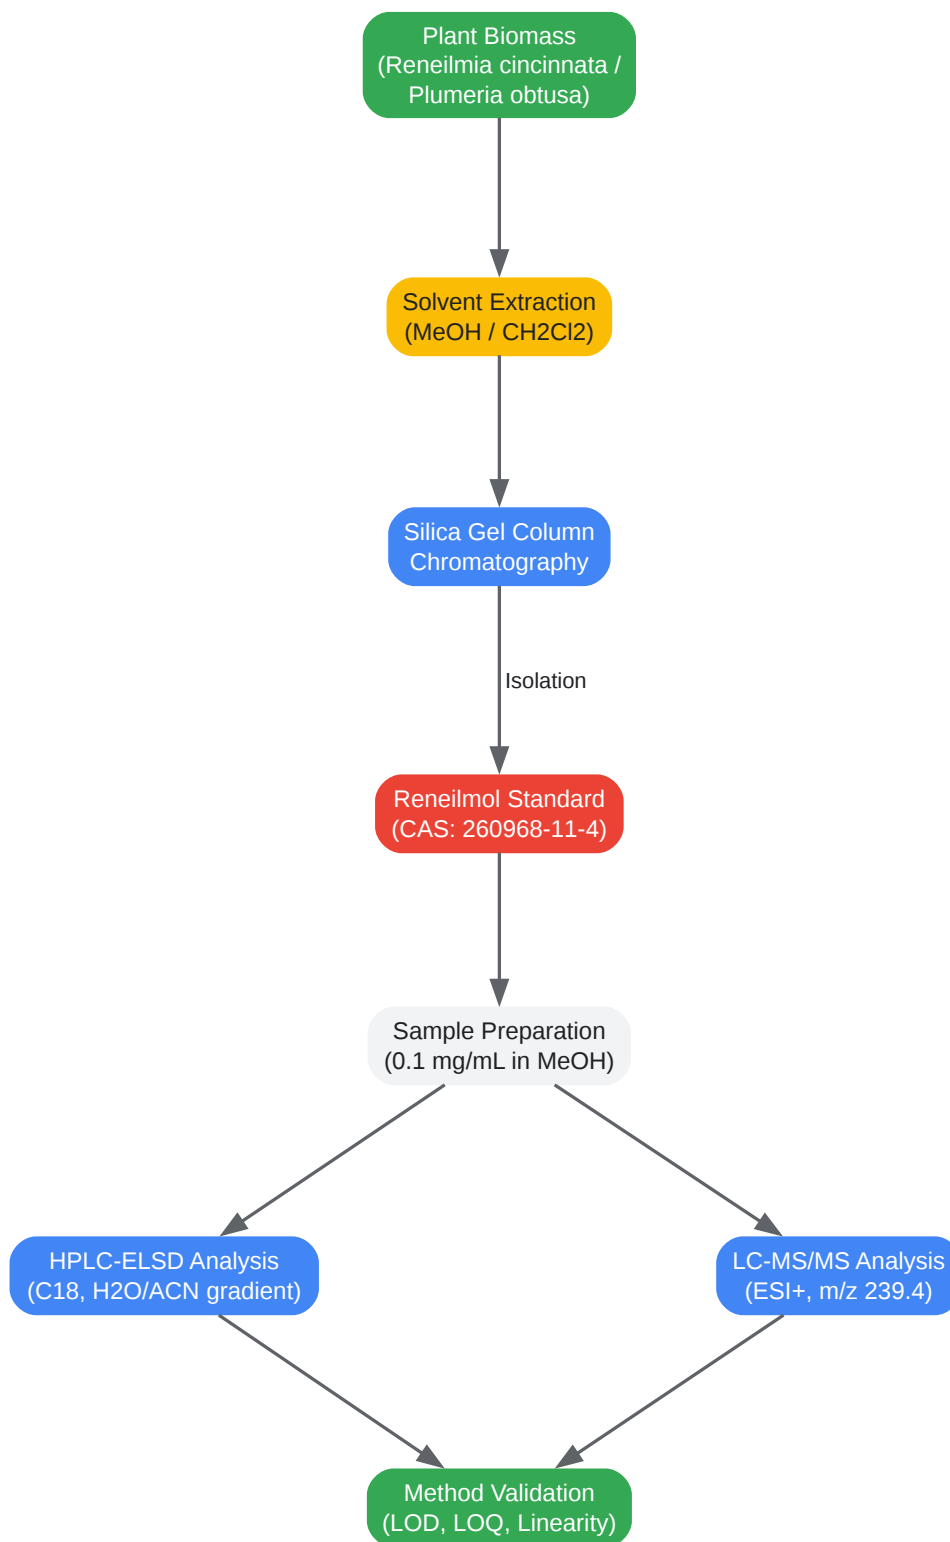 Plant Biomass
(Reneilmia cincinnata /
Plumeria obtusa)
Solvent Extraction
(MeOH / CH2Cl2)
Silica Gel Column
Chromatography
Isolation
Reneilmol Standard
(CAS: 260968-11-4)
Sample Preparation
(0.1 mg/mL in MeOH)
HPLC-ELSD Analysis
(C18, H2O/ACN gradient)
LC-MS/MS Analysis
(ESI+, m/z 239.4)
Method Validation
(LOD, LOQ, Linearity)